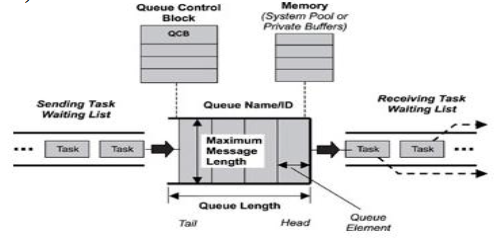 Queue Control
Block
QCB
Memory
(System Pool or
Private Buffers)
Sending Task
Waiting List
Queue Name/ID
Receiving Task
Waiting List
Task
Task
Maximum
Message
Length
Task
Task
Queue Length
Tail
Head
Queue
Element